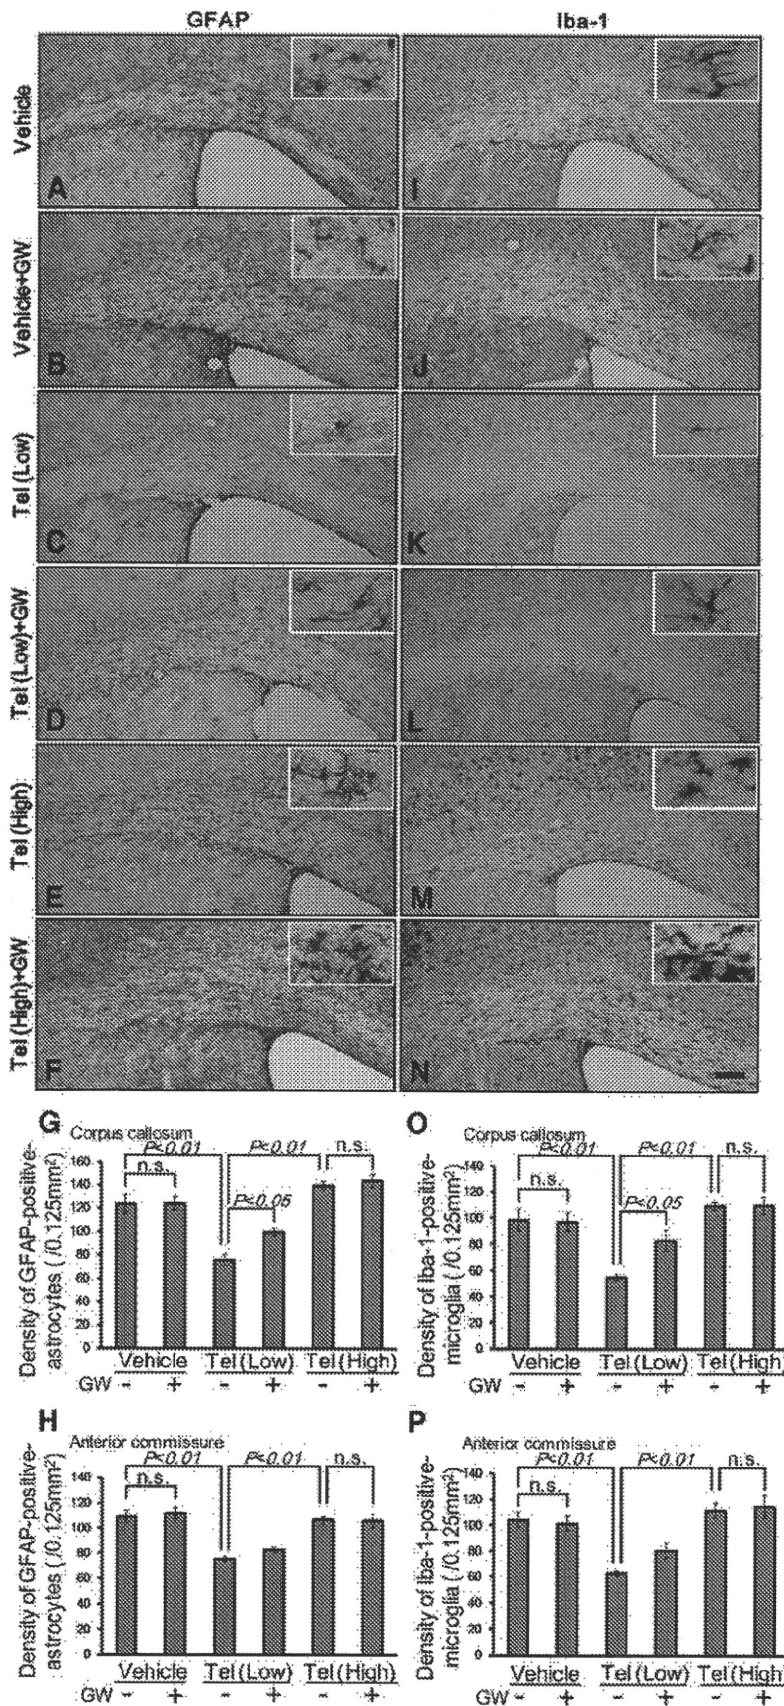 GFAP
Iba-1
Vehicle
A
I
Vehicle+GW
B
J
Tel (Low)
C
K
Tel (Low)+GW
D
L
Tel (High)
E
M
Tel (High)+GW
F
N
G
Corpus callosum
P<0.01
P<0.01
n.s.
n.s.
P<0.05
Density of GFAP-positive-
astrocytes ( /0.125mm²)
160
140
120
100
80
60
40
20
0
Vehicle
Tel (Low)
Tel (High)
GW - + - + - +
O
Corpus callosum
P<0.01
P<0.01
n.s.
n.s.
P<0.05
Density of Iba-1-positive-
microglia ( /0.125mm²)
140
120
100
80
60
40
20
0
Vehicle
Tel (Low)
Tel (High)
GW - + - + - +
H
Anterior commissure
P<0.01
P<0.01
n.s.
n.s.
Density of GFAP-positive-
astrocytes ( /0.125mm²)
140
120
100
80
60
40
20
0
Vehicle
Tel (Low)
Tel (High)
GW - + - + - +
P
Anterior commissure
P<0.01
P<0.01
n.s.
n.s.
Density of Iba-1-positive-
microglia ( /0.125mm²)
140
120
100
80
60
40
20
0
Vehicle
Tel (Low)
Tel (High)
GW - + - + - +